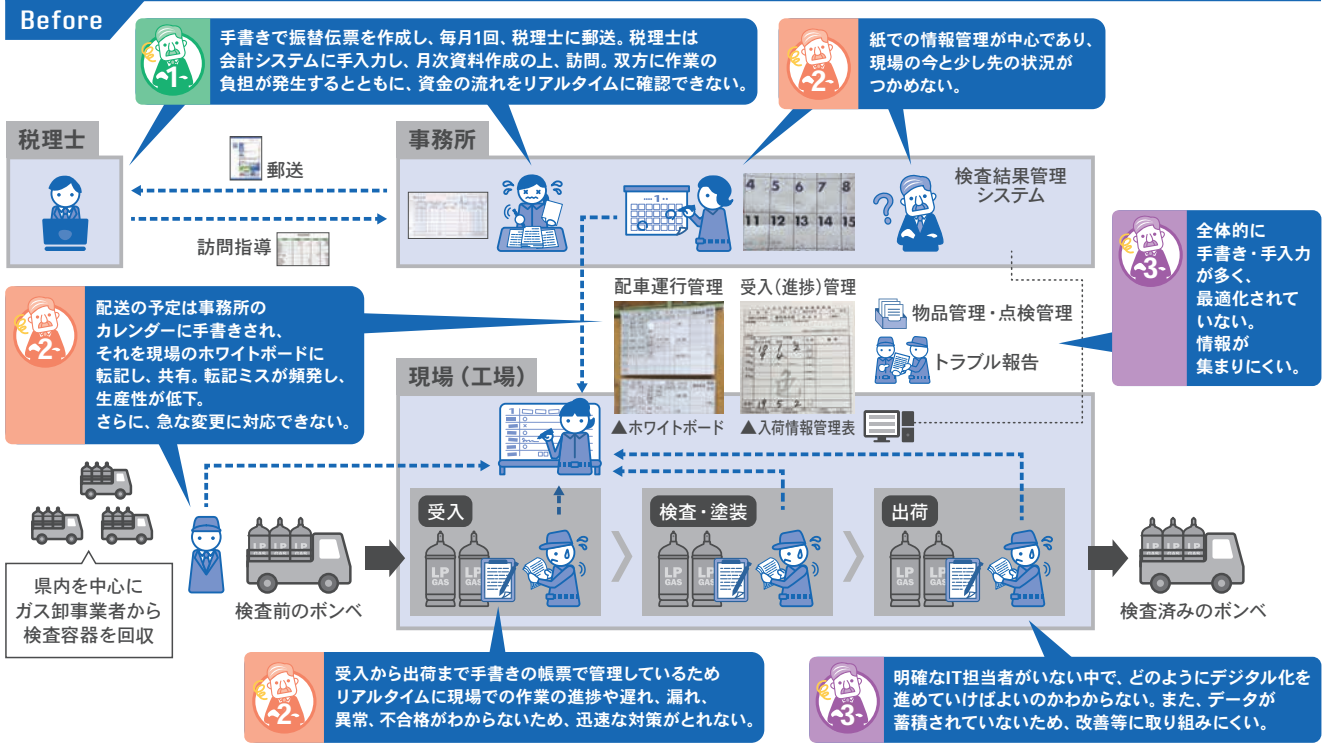 Before
~1~
手書きで振替伝票を作成し、毎月1回、税理士に郵送。税理士は
会計システムに手入力し、月次資料作成の上、訪問。双方に作業の
負担が発生するとともに、資金の流れをリアルタイムに確認できない。
~2~
紙での情報管理が中心であり、
現場の今と少し先の状況が
つかめない。
税理士
郵送
訪問指導
事務所
1
4 5 6 7 8
11 12 13 14 15
?
検査結果管理
システム
~3~
全体的に
手書き・手入力
が多く、
最適化されて
いない。
情報が
集まりにくい。
~2~
配送の予定は事務所の
カレンダーに手書きされ、
それを現場のホワイトボードに
転記し、共有。転記ミスが頻発し、
生産性が低下。
さらに、急な変更に対応できない。
配車運行管理
受入(進捗)管理
物品管理・点検管理
トラブル報告
▲ホワイトボード
▲入荷情報管理表
現場(工場)
1
県内を中心に
ガス卸事業者から
検査容器を回収
LP LP LP
検査前のボンベ
受入
LP
GAS
検査・塗装
LP
GAS
出荷
LP
GAS
LP LP LP
検査済みのボンベ
~2~
受入から出荷まで手書きの帳票で管理しているため
リアルタイムに現場での作業の進捗や遅れ、漏れ、
異常、不合格がわからないため、迅速な対策がとれない。
~3~
明確なIT担当者がいない中で、どのようにデジタル化を
進めていけばよいのかわからない。また、データが
蓄積されていないため、改善等に取り組みにくい。